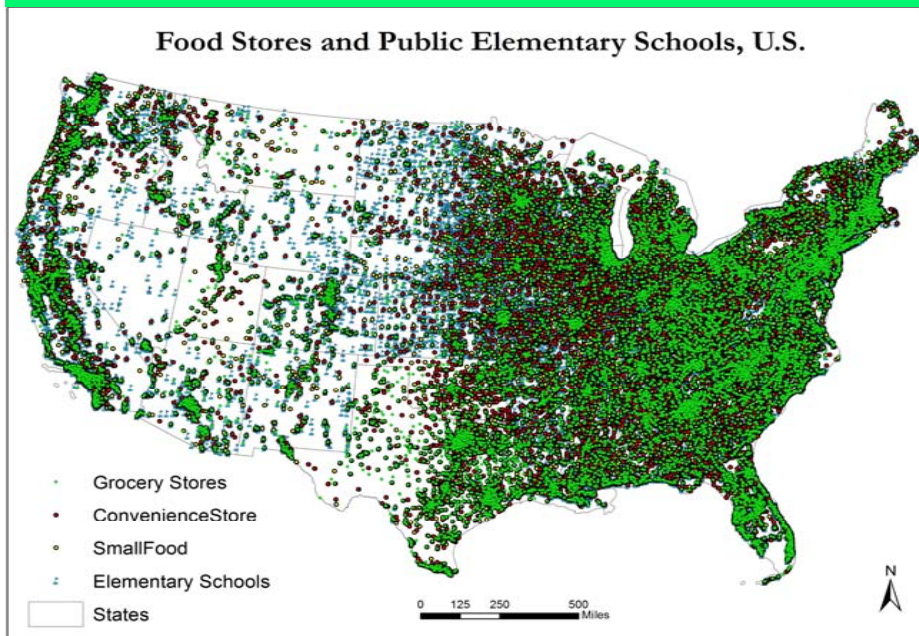 Food Stores and Public Elementary Schools, U.S.
Grocery Stores
ConvenienceStore
SmallFood
Elementary Schools
States
0 125 250 500
Miles
N